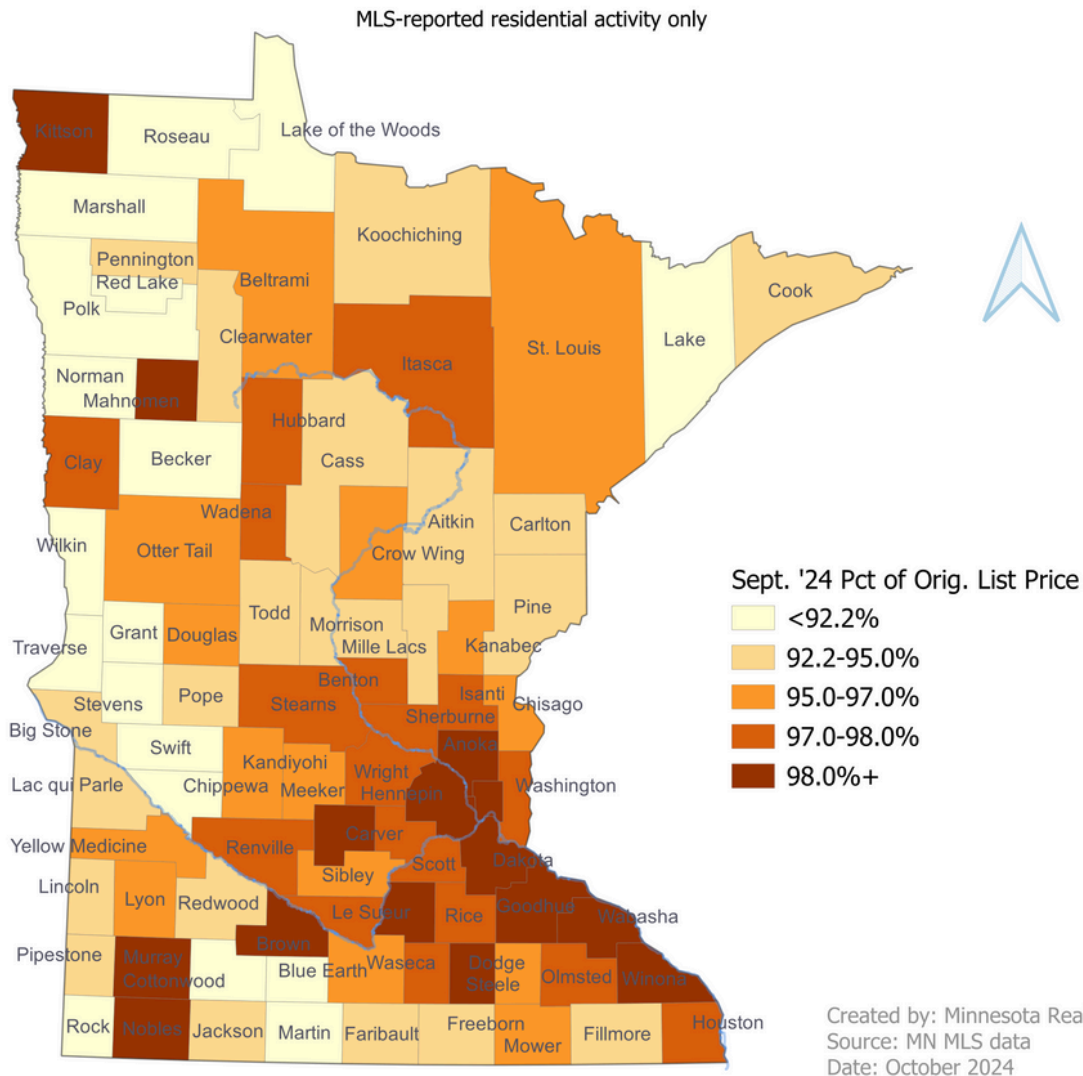 MLS-reported residential activity only
Kittson
Roseau
Lake of the Woods
Marshall
Koochiching
Pennington
Red Lake
Beltrami
Cook
Polk
Clearwater
St. Louis
Lake
Itasca
Norman
Mahnomen
Hubbard
Clay
Becker
Cass
Wadena
Aitkin
Carlton
Wilkin
Otter Tail
Crow Wing
Sept. '24 Pct of Orig. List Price
<92.2%
92.2-95.0%
95.0-97.0%
97.0-98.0%
98.0%+
Pine
Todd
Grant
Douglas
Morrison
Mille Lacs
Kanabec
Traverse
Benton
Isanti
Chisago
Stevens
Pope
Stearns
Sherburne
Big Stone
Swift
Anoka
Kandiyohi
Wright
Lac qui Parle
Chippewa
Meeker
Hennepin
Washington
Carver
Yellow Medicine
Renville
Scott
Dakota
Sibley
Lincoln
Lyon
Redwood
Le Sueur
Rice
Goodhue
Wabasha
Pipestone
Murray
Brown
Cottonwood
Blue Earth
Waseca
Dodge
Steele
Olmsted
Winona
Rock
Nobles
Jackson
Martin
Faribault
Freeborn
Mower
Fillmore
Houston
Created by: Minnesota Rea
Source: MN MLS data
Date: October 2024